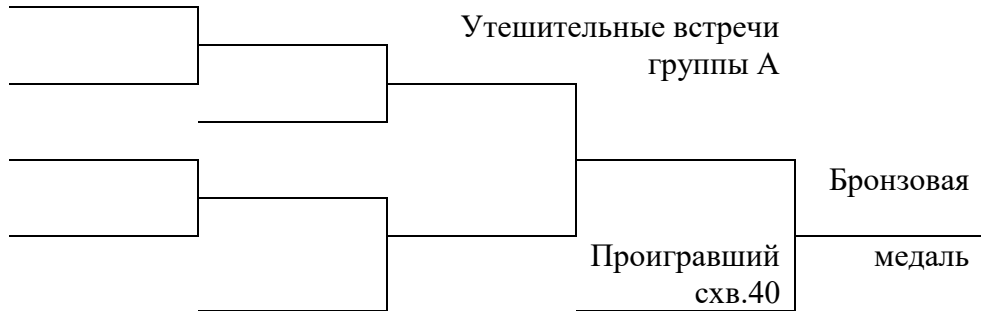 Утешительные встречи
группы А
Бронзовая
Проигравший
медаль
схв.40